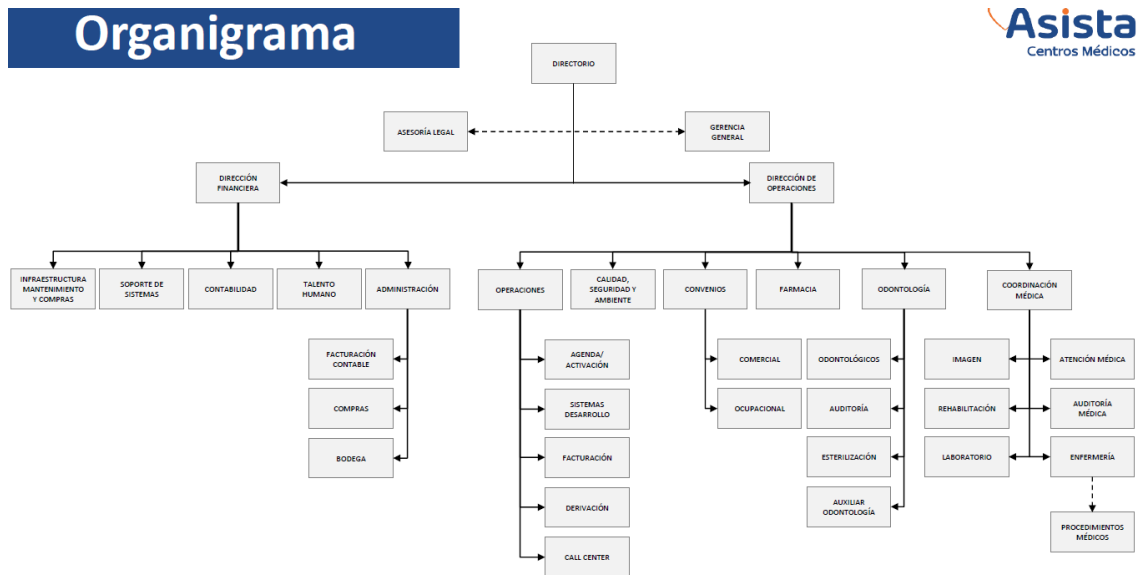 Organigrama
Asista
Centros Médicos
DIRECTORIO
ASESORÍA LEGAL
GERENCIA
GENERAL
DIRECCIÓN
FINANCIERA
DIRECCIÓN DE
OPERACIONES
INFRAESTRUCTURA
MANTENIMIENTO
Y COMPRAS
SOPORTE DE
SISTEMAS
CONTABILIDAD
TALENTO
HUMANO
ADMINISTRACIÓN
OPERACIONES
CALIDAD,
SEGURIDAD Y
AMBIENTE
CONVENIOS
FARMACIA
ODONTOLOGÍA
COORDINACIÓN
MÉDICA
FACTURACIÓN
CONTABLE
COMPRAS
BODEGA
AGENDA/
ACTIVACIÓN
SISTEMAS
DESARROLLO
FACTURACIÓN
DERIVACIÓN
CALL CENTER
COMERCIAL
OCUPACIONAL
ODONTOLÓGICOS
AUDITORÍA
ESTERILIZACIÓN
AUXILIAR
ODONTOLOGÍA
IMAGEN
REHABILITACIÓN
LABORATORIO
ATENCIÓN MÉDICA
AUDITORÍA
MÉDICA
ENFERMERÍA
PROCEDIMIENTOS
MÉDICOS